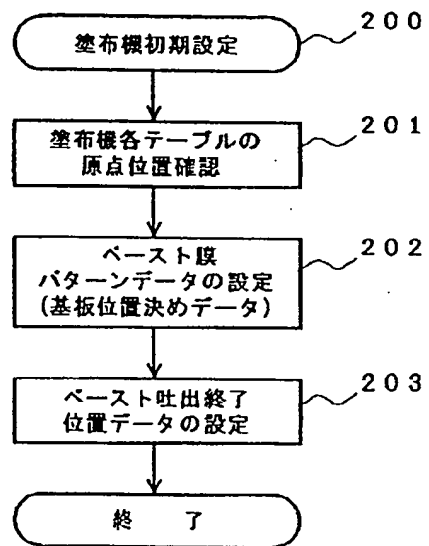 塗布機初期設定
200
塗布機各テーブルの
原点位置確認
201
ペースト膜
パターンデータの設定
(基板位置決めデータ)
202
ペースト吐出終了
位置データの設定
203
終 了